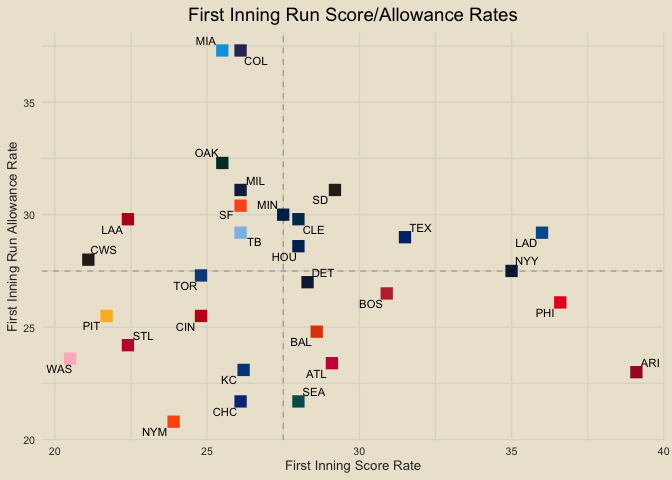 First Inning Run Score/Allowance Rates
MIA
COL
35
OAK
MIL
SD
SF
MIN
30
LAA
CLE
TEX
TB
LAD
CWS
HOU
NYY
DET
TOR
BOS
PHI
PIT
CIN
25
STL
BAL
WAS
KC
ATL
ARI
CHC
SEA
NYM
20
20
25
30
35
40
First Inning Score Rate
First Inning Run Allowance Rate